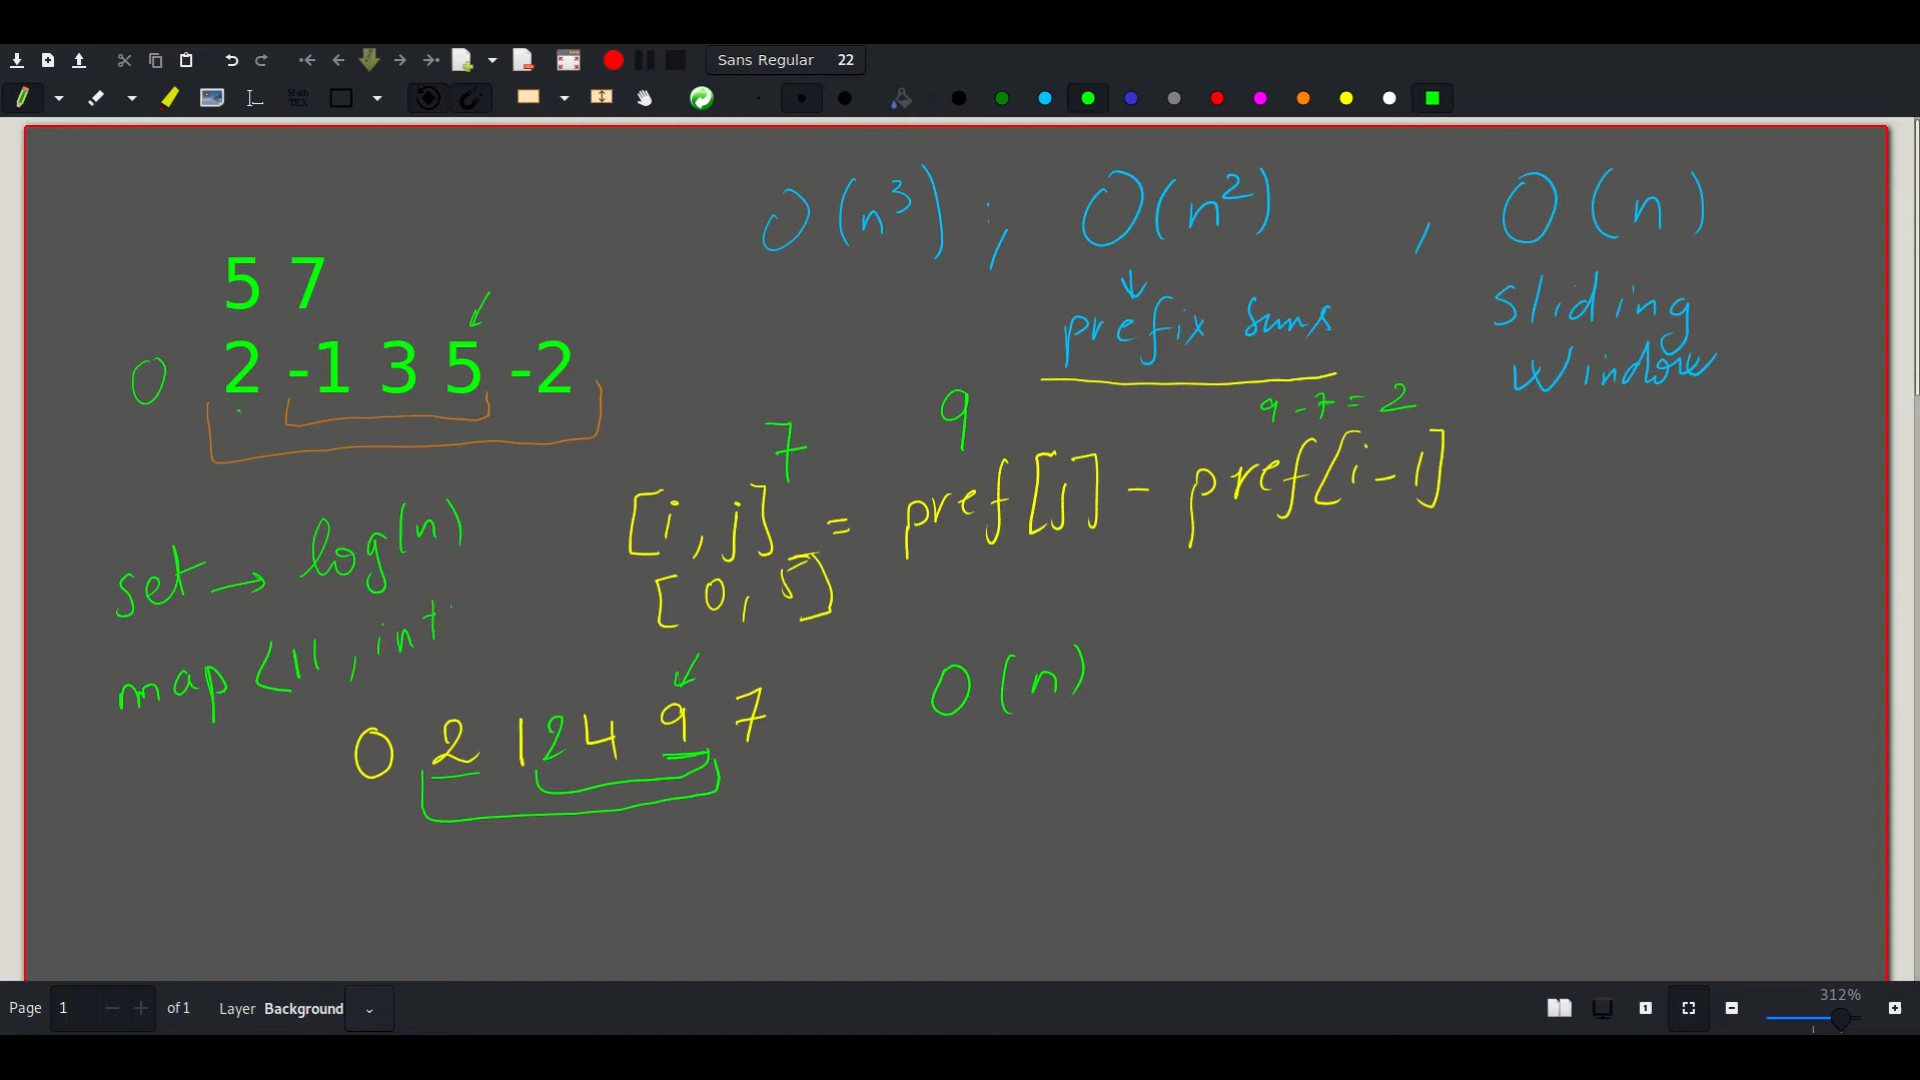 Sans Regular 22
Math
TEX
O(n³) ; O(n²) , O(n)
5 7
0 2 -1 3 5 -2
prefix sums
sliding
window
9 - 7 = 2
7 9
[i, j] = pref[j] - pref[i-1]
[0, 5]
set → log(n)
map <ll, int
0 2 1 2 4 9 7
O(n)
Page 1 of 1 Layer Background 312%